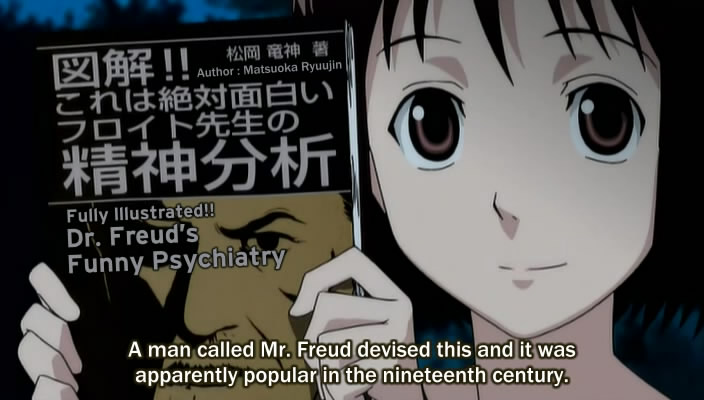 図解!!
松岡 竜神 著
Author : Matsuoka Ryuujin
これは絶対面白い
フロイト先生の
精神分析
Fully Illustrated!!
Dr. Freud's
Funny Psychiatry
A man called Mr. Freud devised this and it was
apparently popular in the nineteenth century.